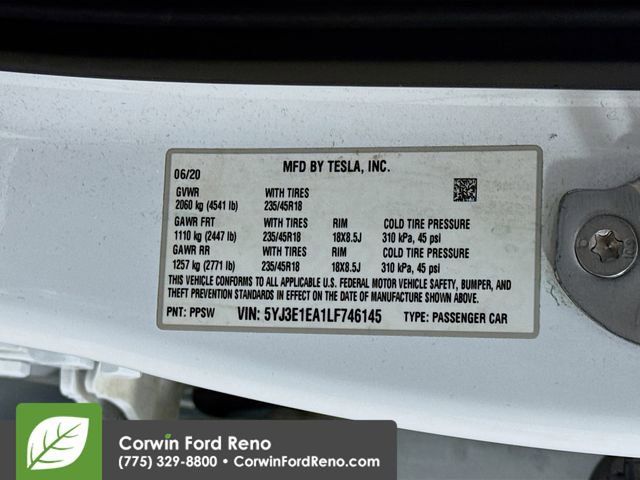 06/20 MFD BY TESLA, INC.
GVWR WITH TIRES
2060 kg (4541 lb) 235/45R18
GAWR FRT WITH TIRES RIM COLD TIRE PRESSURE
1110 kg (2447 lb) 235/45R18 18X8.5J 310 kPa, 45 psi
GAWR RR WITH TIRES RIM COLD TIRE PRESSURE
1257 kg (2771 lb) 235/45R18 18X8.5J 310 kPa, 45 psi
THIS VEHICLE CONFORMS TO ALL APPLICABLE U.S. FEDERAL MOTOR VEHICLE SAFETY, BUMPER, AND
THEFT PREVENTION STANDARDS IN EFFECT ON THE DATE OF MANUFACTURE SHOWN ABOVE.
PNT: PPSW VIN: 5YJ3E1EA1LF746145 TYPE: PASSENGER CAR
Corwin Ford Reno
(775) 329-8800 • CorwinFordReno.com